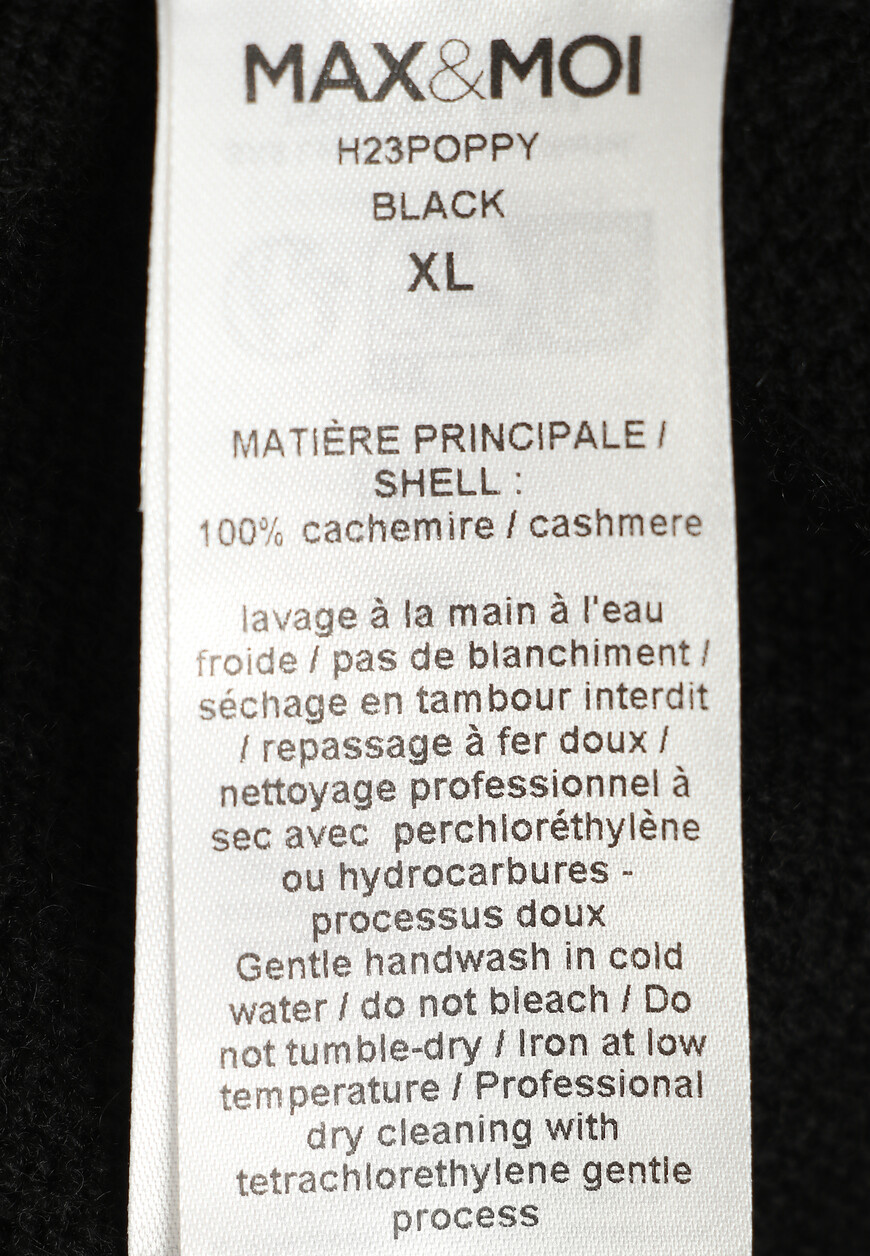 MAX&MOI
H23POPPY
BLACK
XL
MATIÈRE PRINCIPALE /
SHELL :
100% cachemire / cashmere
lavage à la main à l'eau
froide / pas de blanchiment /
séchage en tambour interdit
/ repassage à fer doux /
nettoyage professionnel à
sec avec perchloréthylène
ou hydrocarbures -
processus doux
Gentle handwash in cold
water / do not bleach / Do
not tumble-dry / Iron at low
temperature / Professional
dry cleaning with
tetrachlorethylene gentle
process